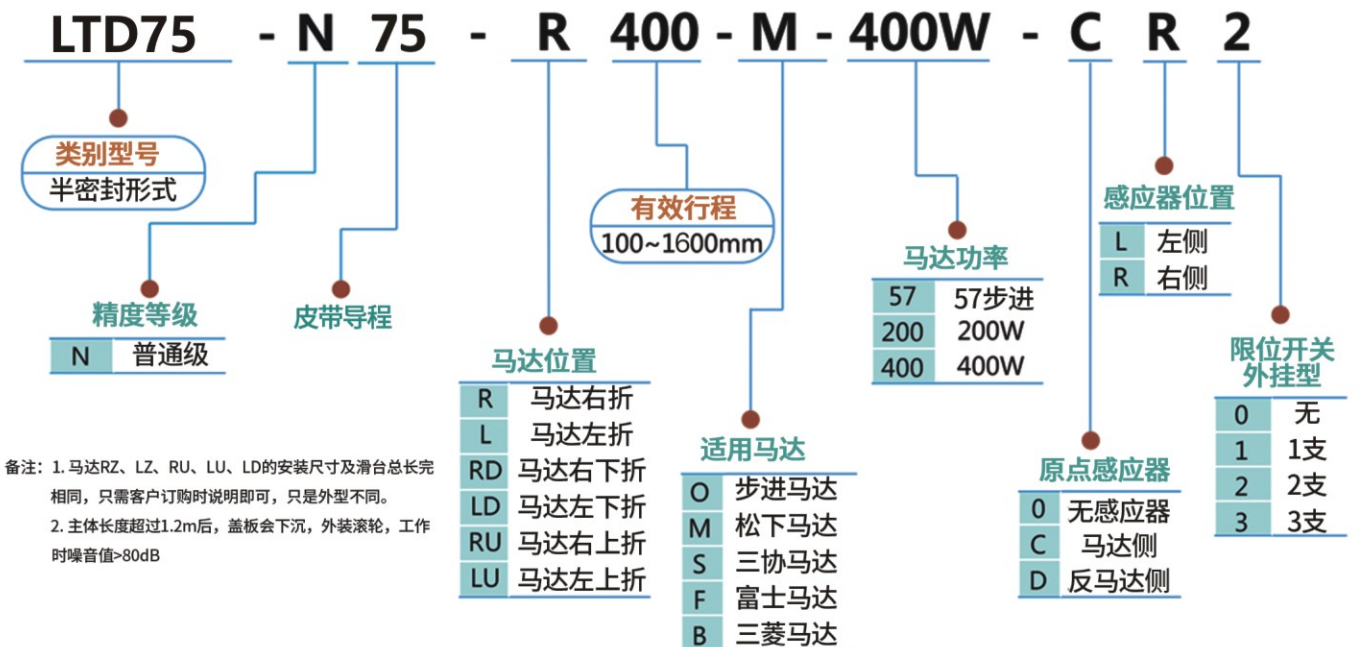 LTD75 - N 75 - R 400 - M - 400W - C R 2
类别型号
半密封形式
精度等级
N 普通级
皮带导程
马达位置
R 马达右折
L 马达左折
RD 马达右下折
LD 马达左下折
RU 马达右上折
LU 马达左上折
有效行程
100~1600mm
适用马达
O 步进马达
M 松下马达
S 三协马达
F 富士马达
B 三菱马达
马达功率
57 57步进
200 200W
400 400W
原点感应器
0 无感应器
C 马达侧
D 反马达侧
感应器位置
L 左侧
R 右侧
限位开关
外挂型
0 无
1 1支
2 2支
3 3支
备注：1. 马达RZ、LZ、RU、LU、LD的安装尺寸及滑台总长完
相同，只需客户订购时说明即可，只是外型不同。
2. 主体长度超过1.2m后，盖板会下沉，外装滚轮，工作
时噪音值>80dB